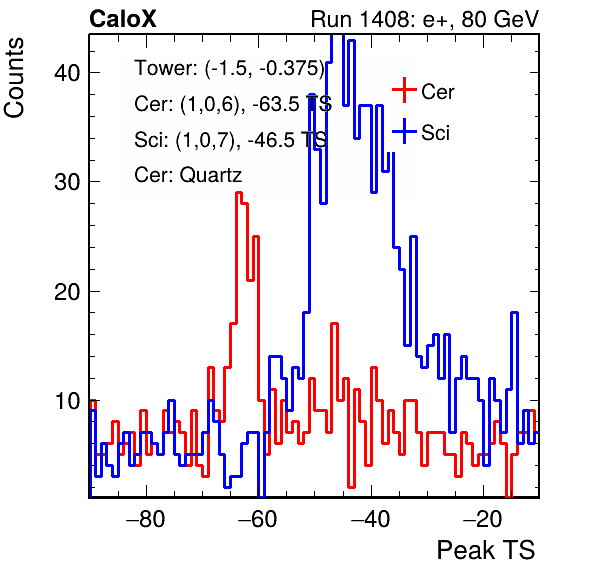 CaloX Run 1408: e+, 80 GeV
Counts
40
30
20
10
Tower: (-1.5, -0.375)
Cer: (1,0,6), -63.5 TS
Sci: (1,0,7), -46.5 TS
Cer: Quartz
Cer
Sci
−80 −60 −40 −20
Peak TS